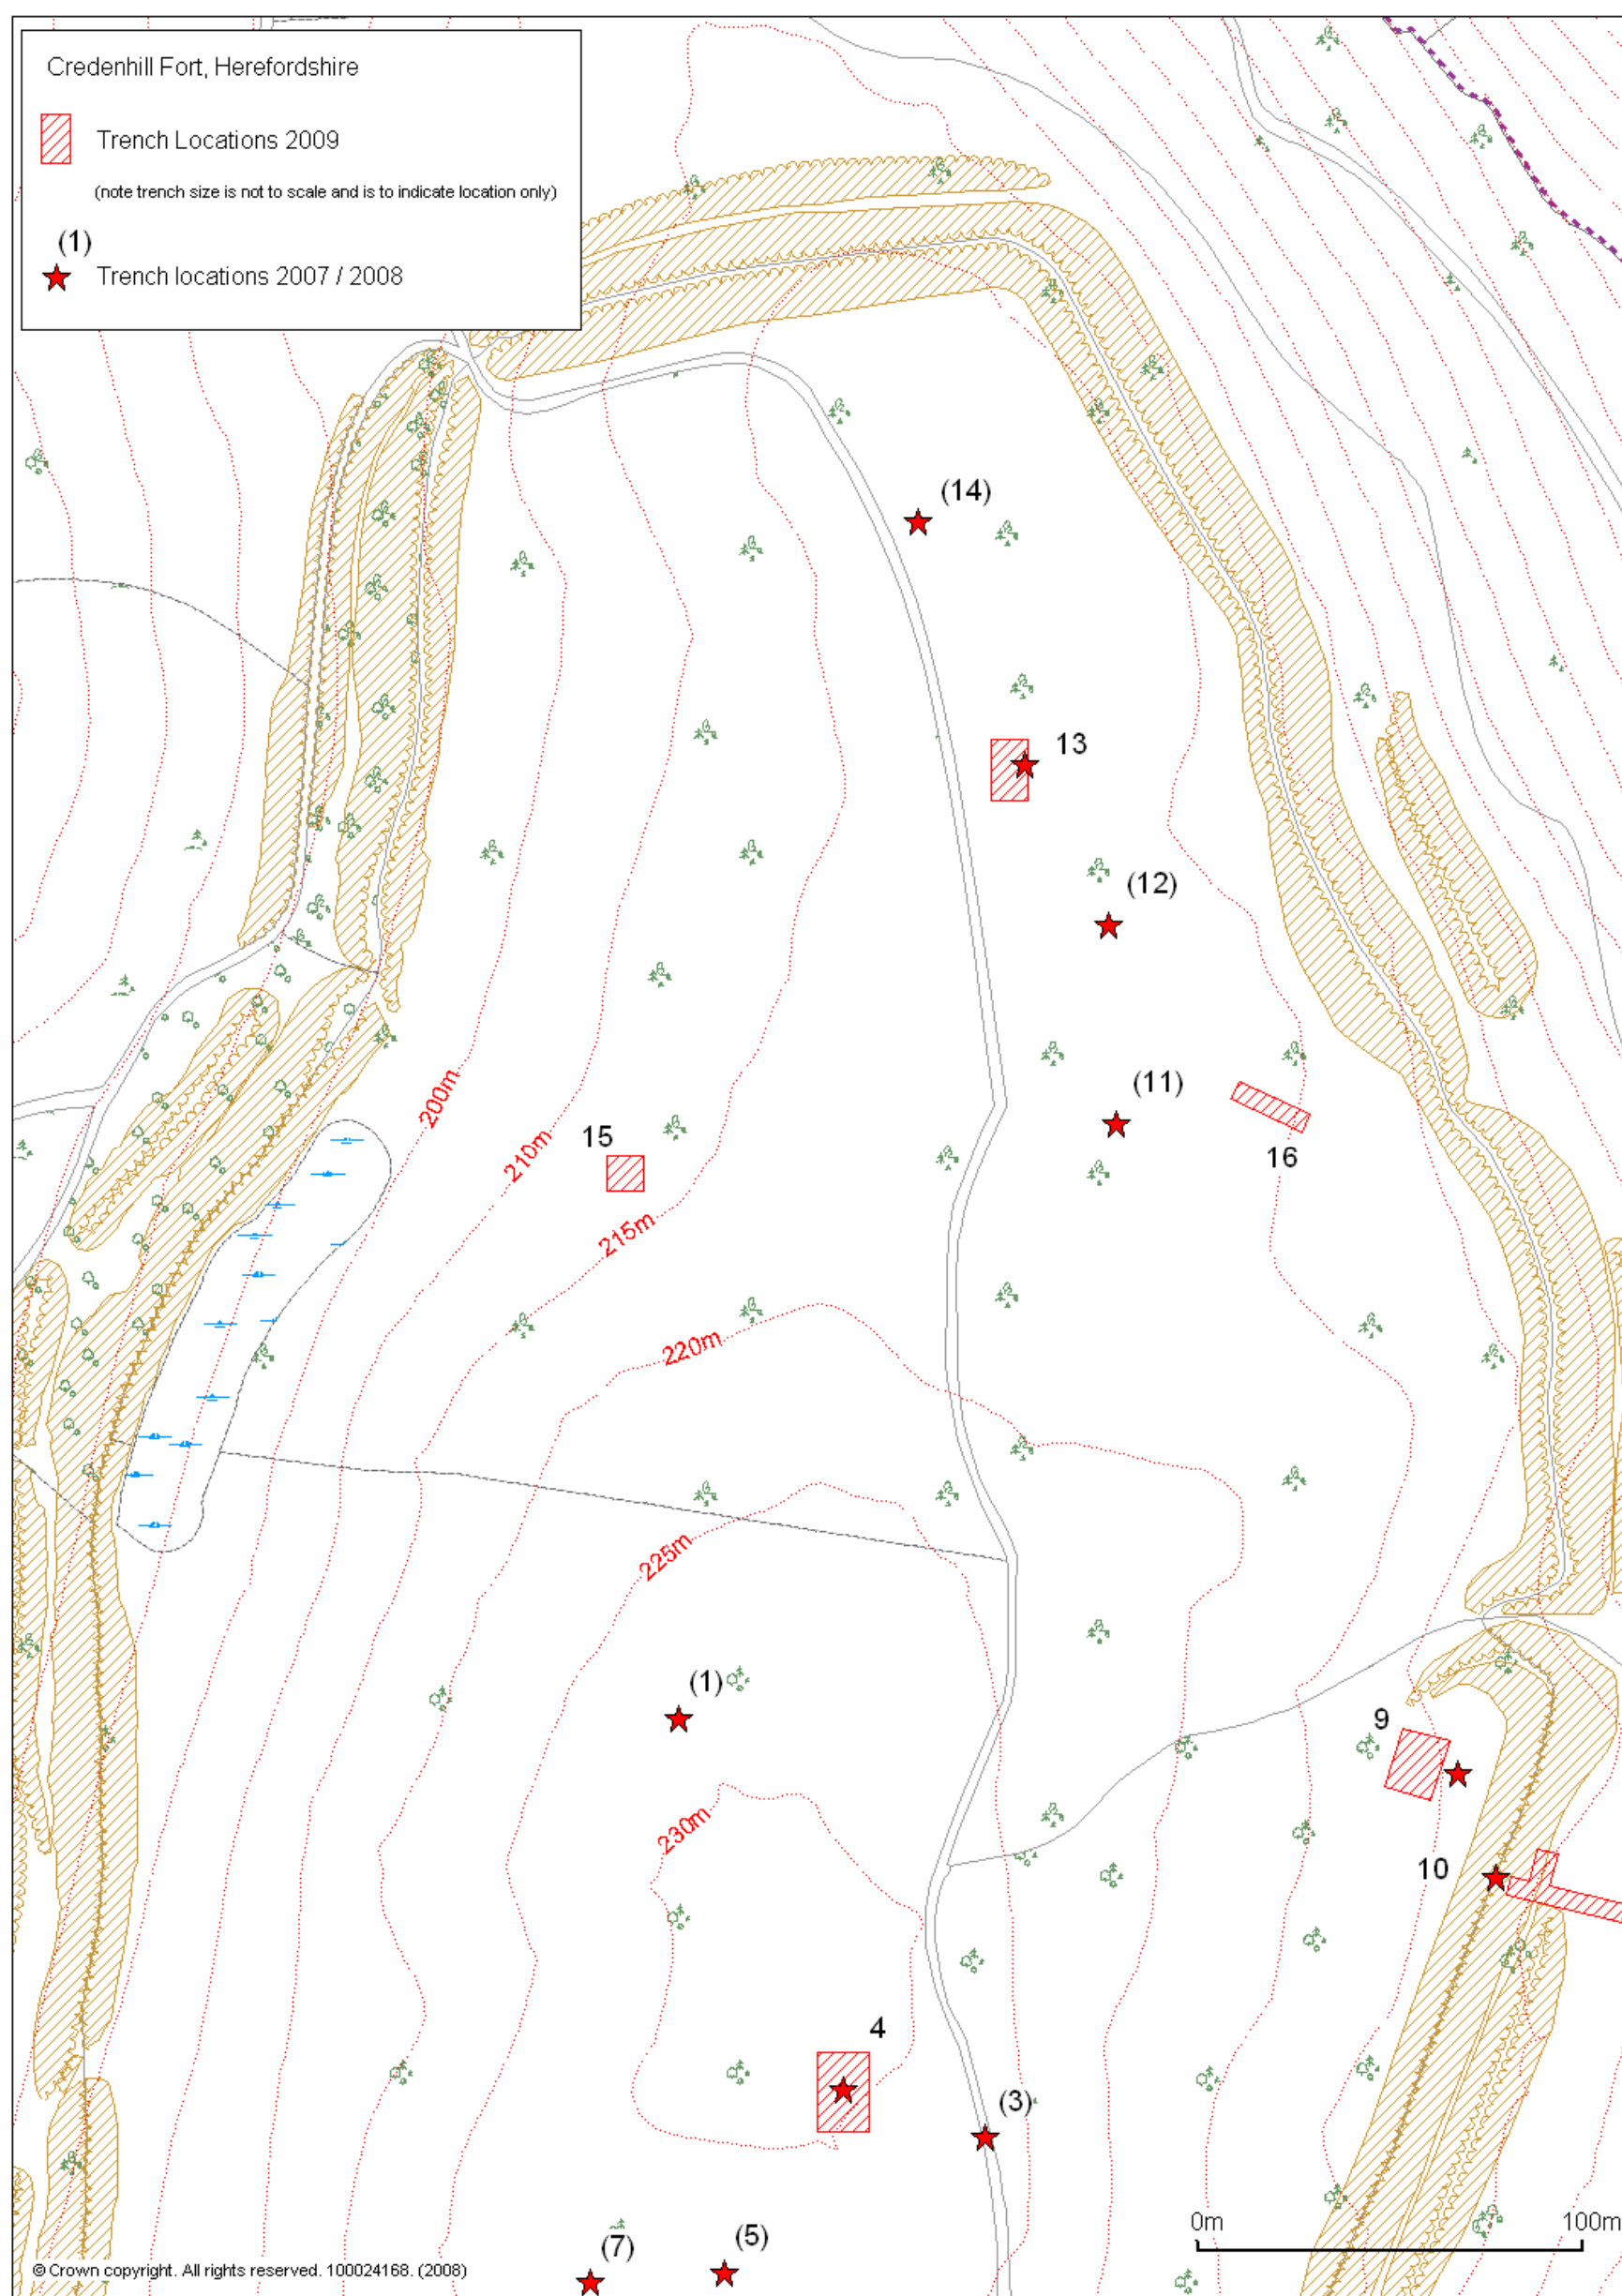 Credenhill Fort, Herefordshire
Trench Locations 2009
(note trench size is not to scale and is to indicate location only)
(1)
Trench locations 2007 / 2008
(14)
13
(12)
(11)
16
15
200m
210m
215m
220m
225m
(1)
9
230m
10
4
(3)
(7)
(5)
0m
100m
© Crown copyright. All rights reserved. 100024168. (2008)